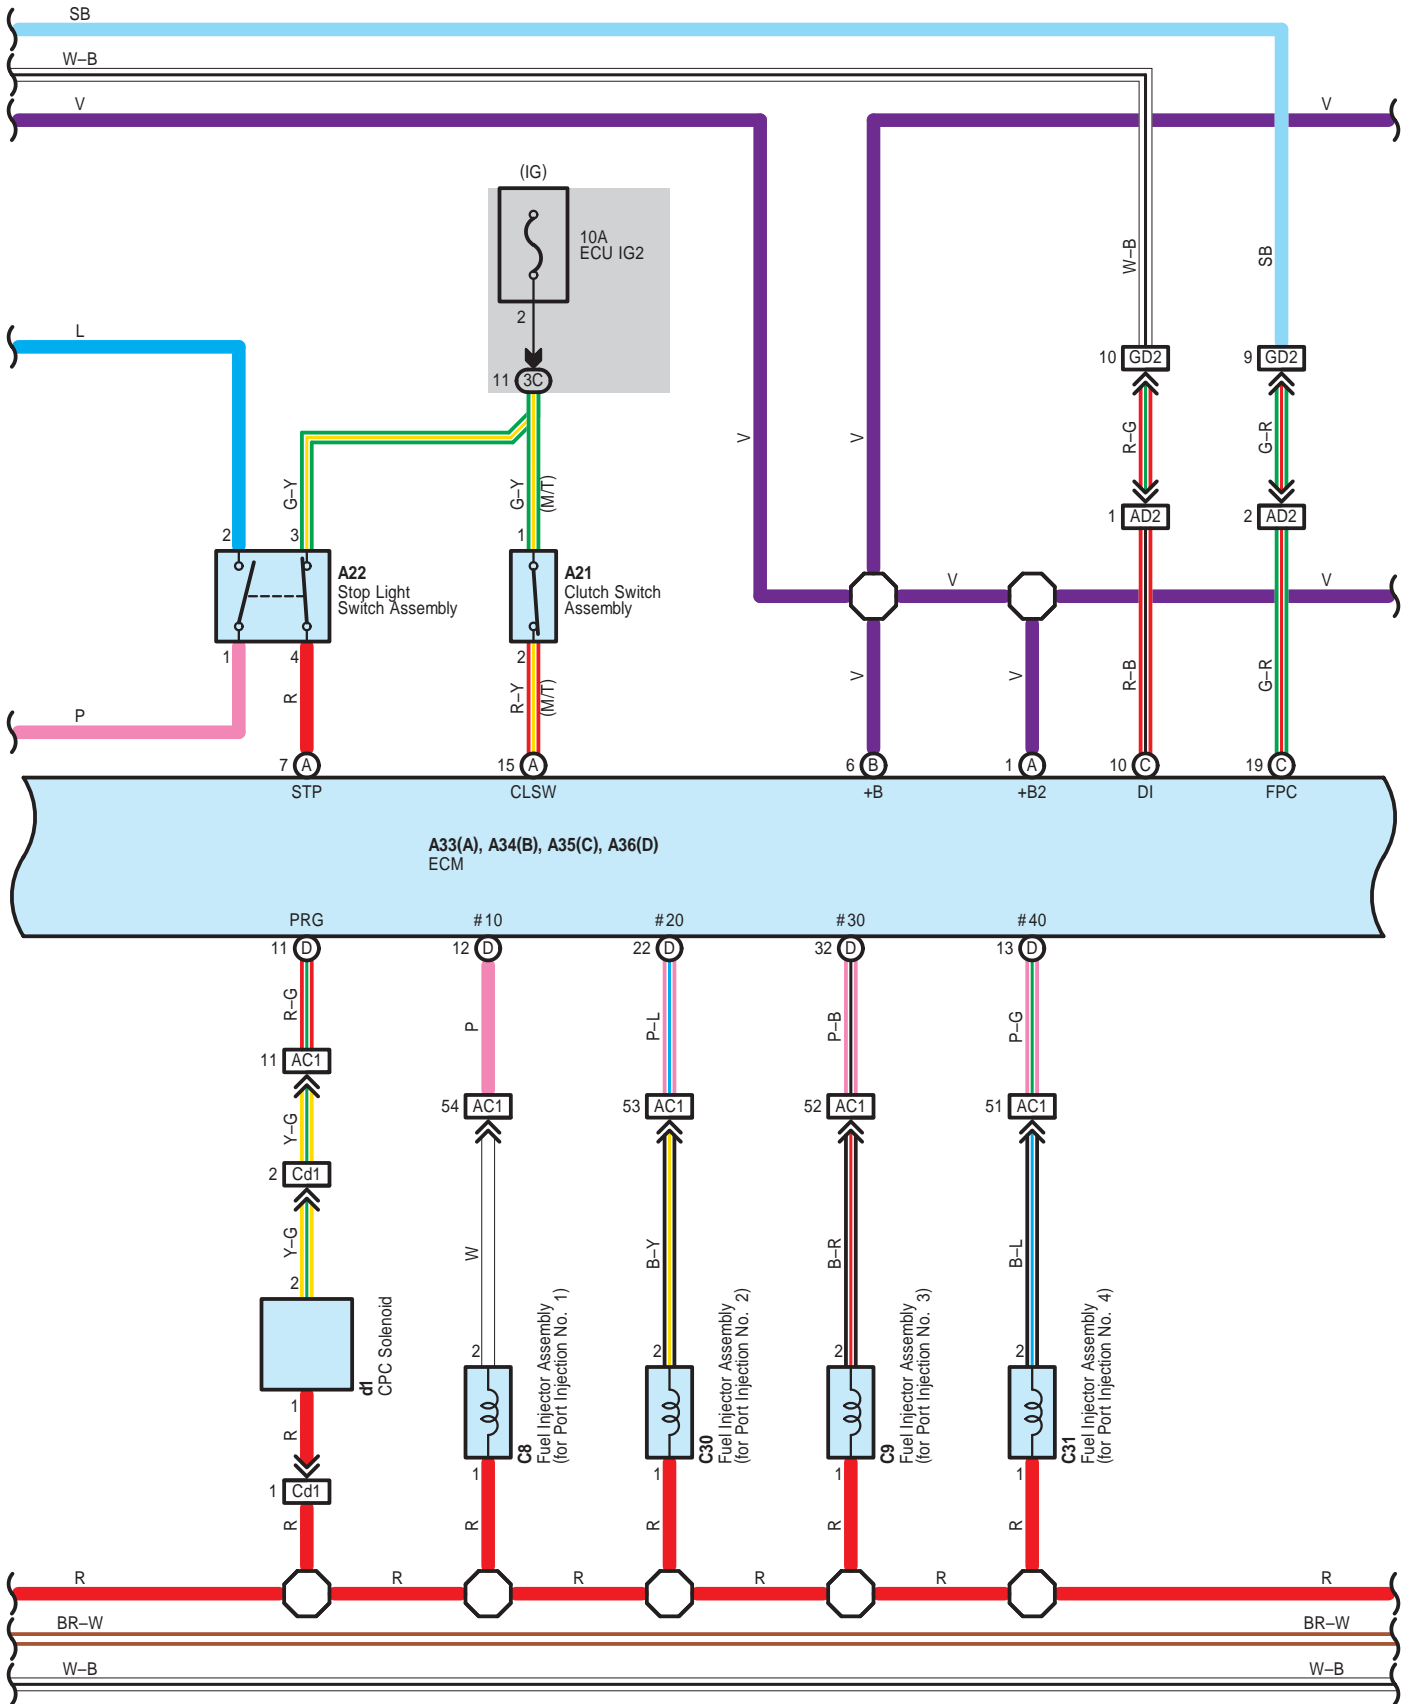 SB
W–B
V
V
(IG)
10A
ECU IG2
2
11 3C
W–B
SB
L
10 GD2
9 GD2
V
V
R–G
G–R
G–Y
G–Y
(M/T)
1 AD2
2 AD2
2
3
1
A22
Stop Light
Switch Assembly
A21
Clutch Switch
Assembly
V
V
1
4
2
R
R–Y
(M/T)
V
V
R–B
G–R
P
7 A
15 A
6 B
1 A
10 C
19 C
STP
CLSW
+B
+B2
DI
FPC
A33(A), A34(B), A35(C), A36(D)
ECM
PRG
#10
#20
#30
#40
11 D
12 D
22 D
32 D
13 D
R–G
P
P–L
P–B
P–G
11 AC1
54 AC1
53 AC1
52 AC1
51 AC1
Y–G
2 Cd1
Y–G
W
B–Y
B–R
B–L
2
2
2
2
2
d1
CPC Solenoid
C8
Fuel Injector Assembly
(for Port Injection No. 1)
C30
Fuel Injector Assembly
(for Port Injection No. 2)
C9
Fuel Injector Assembly
(for Port Injection No. 3)
C31
Fuel Injector Assembly
(for Port Injection No. 4)
1
1
1
1
1
R
1 Cd1
R
R
R
R
R
R
R
R
R
R
R
BR–W
BR–W
W–B
W–B